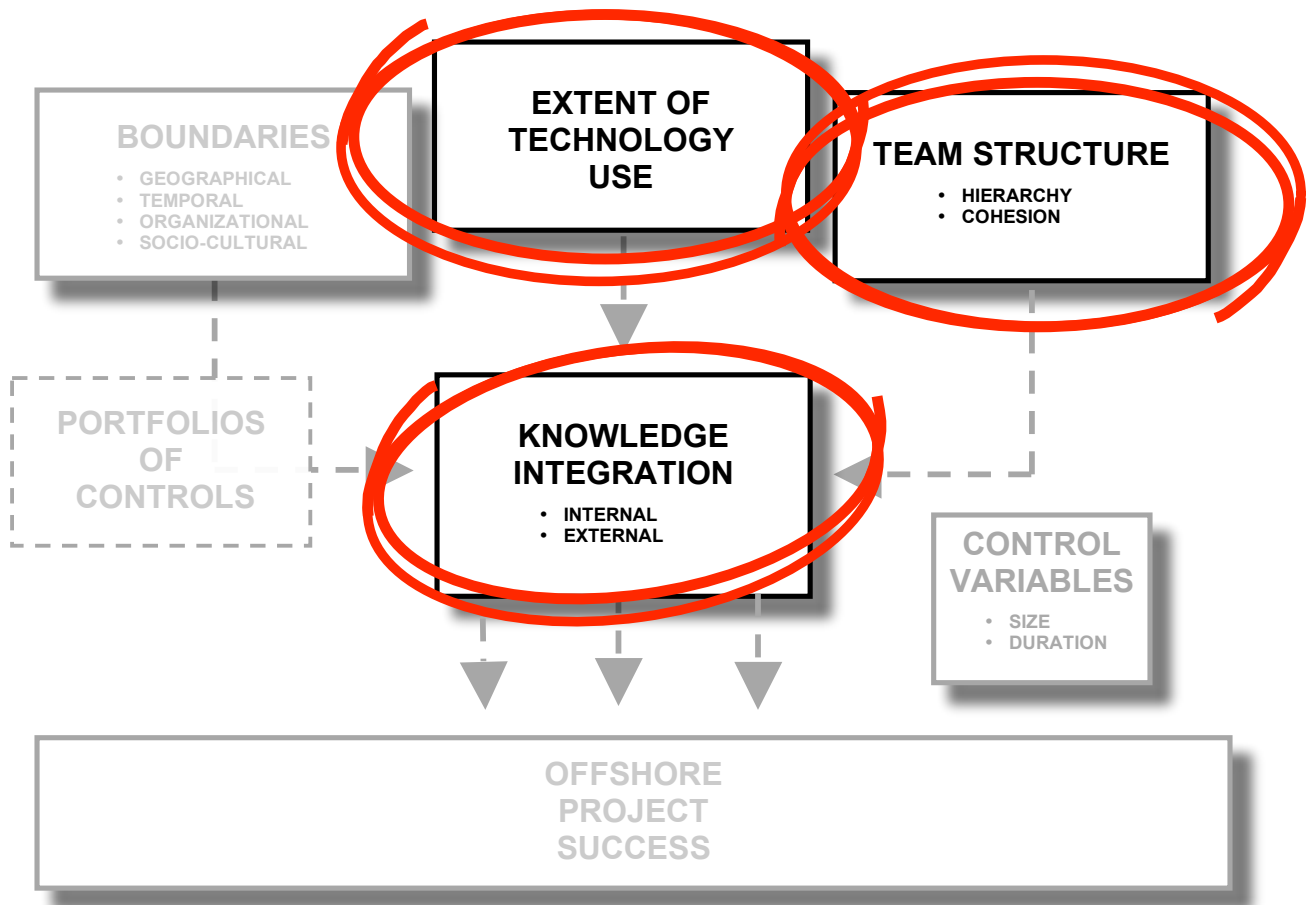 BOUNDARIES
• GEOGRAPHICAL
• TEMPORAL
• ORGANIZATIONAL
• SOCIO-CULTURAL
EXTENT OF
TECHNOLOGY
USE
TEAM STRUCTURE
• HIERARCHY
• COHESION
PORTFOLIOS
OF
CONTROLS
KNOWLEDGE
INTEGRATION
• INTERNAL
• EXTERNAL
CONTROL
VARIABLES
• SIZE
• DURATION
OFFSHORE
PROJECT
SUCCESS